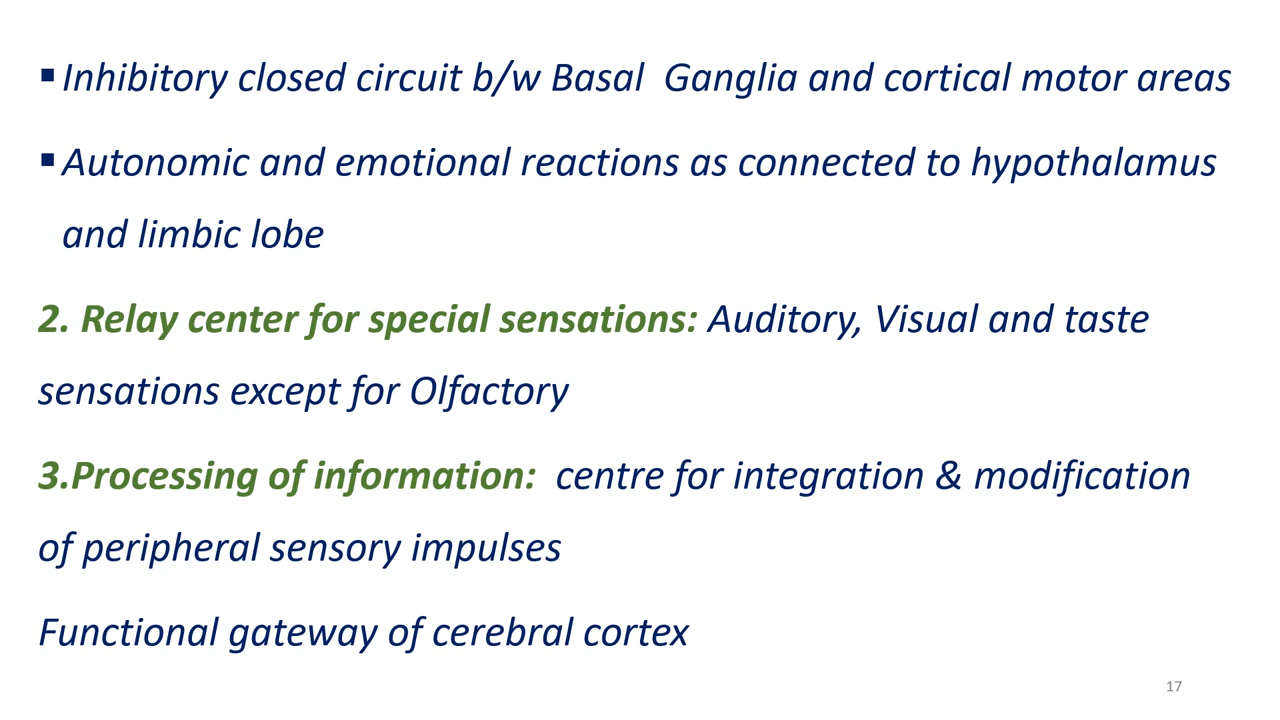 ▪Inhibitory closed circuit b/w Basal  Ganglia and cortical motor areas
▪Autonomic and emotional reactions as connected to hypothalamus
and limbic lobe
2. Relay center for special sensations: Auditory, Visual and taste
sensations except for Olfactory
3.Processing of information:  centre for integration & modification
of peripheral sensory impulses
Functional gateway of cerebral cortex
17